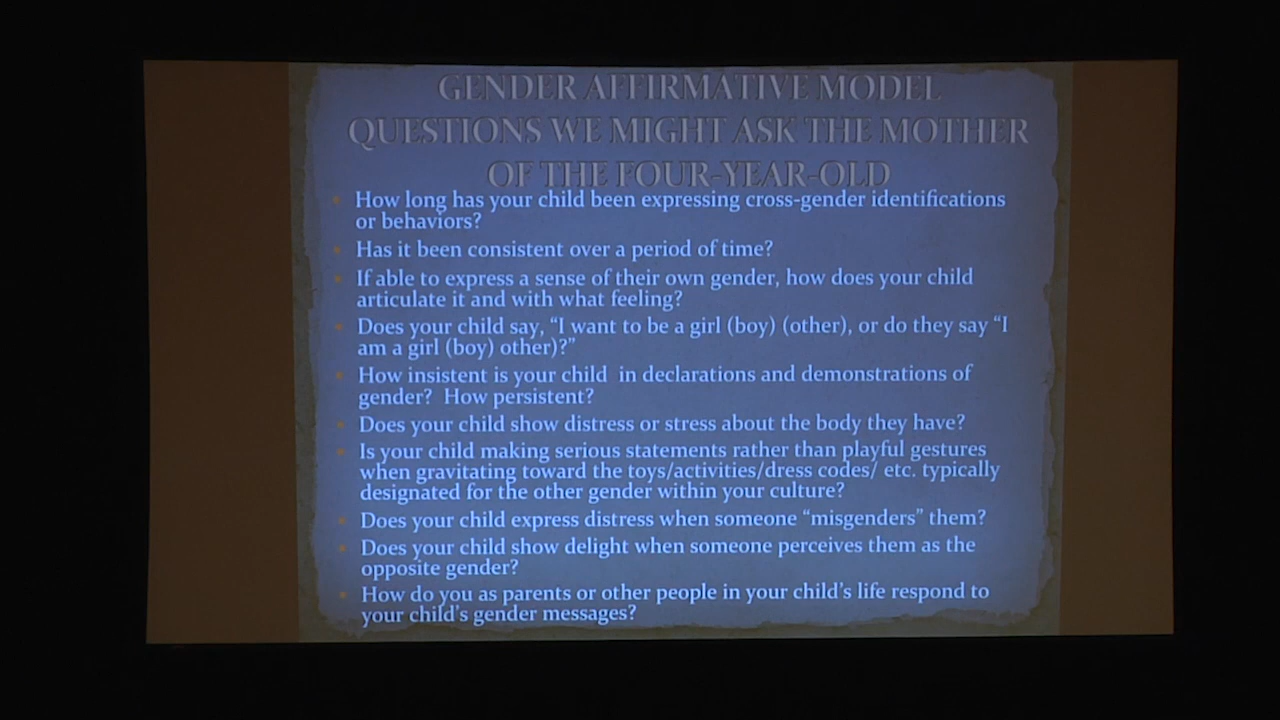 GENDER AFFIRMATIVE MODEL
QUESTIONS WE MIGHT ASK THE MOTHER
OF THE FOUR-YEAR-OLD
How long has your child been expressing cross-gender identifications
or behaviors?
Has it been consistent over a period of time?
If able to express a sense of their own gender, how does your child
articulate it and with what feeling?
Does your child say, “I want to be a girl (boy) (other), or do they say “I
am a girl (boy) other)?”
How insistent is your child in declarations and demonstrations of
gender? How persistent?
Does your child show distress or stress about the body they have?
Is your child making serious statements rather than playful gestures
when gravitating toward the toys/activities/dress codes/ etc. typically
designated for the other gender within your culture?
Does your child express distress when someone “misgenders” them?
Does your child show delight when someone perceives them as the
opposite gender?
How do you as parents or other people in your child’s life respond to
your child’s gender messages?